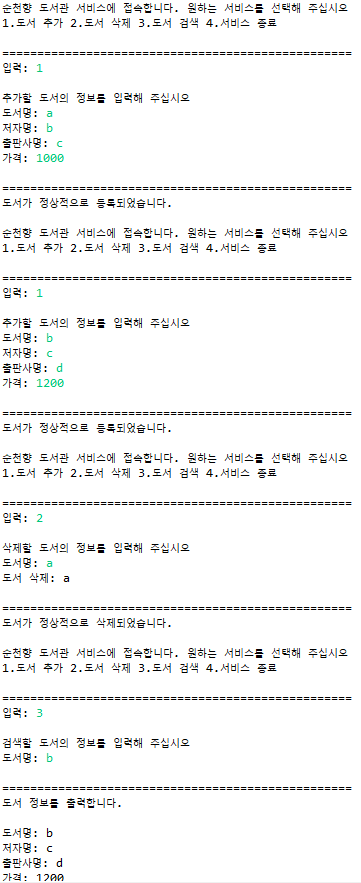 순천향 도서관 서비스에 접속합니다. 원하는 서비스를 선택해 주십시오
1.도서 추가 2.도서 삭제 3.도서 검색 4.서비스 종료
==================================================
입력: 1
추가할 도서의 정보를 입력해 주십시오
도서명: a
저자명: b
출판사명: c
가격: 1000
==================================================
도서가 정상적으로 등록되었습니다.
순천향 도서관 서비스에 접속합니다. 원하는 서비스를 선택해 주십시오
1.도서 추가 2.도서 삭제 3.도서 검색 4.서비스 종료
==================================================
입력: 1
추가할 도서의 정보를 입력해 주십시오
도서명: b
저자명: c
출판사명: d
가격: 1200
==================================================
도서가 정상적으로 등록되었습니다.
순천향 도서관 서비스에 접속합니다. 원하는 서비스를 선택해 주십시오
1.도서 추가 2.도서 삭제 3.도서 검색 4.서비스 종료
==================================================
입력: 2
삭제할 도서의 정보를 입력해 주십시오
도서명: a
도서 삭제: a
==================================================
도서가 정상적으로 삭제되었습니다.
순천향 도서관 서비스에 접속합니다. 원하는 서비스를 선택해 주십시오
1.도서 추가 2.도서 삭제 3.도서 검색 4.서비스 종료
==================================================
입력: 3
검색할 도서의 정보를 입력해 주십시오
도서명: b
==================================================
도서 정보를 출력합니다.
도서명: b
저자명: c
출판사명: d
가격: 1200